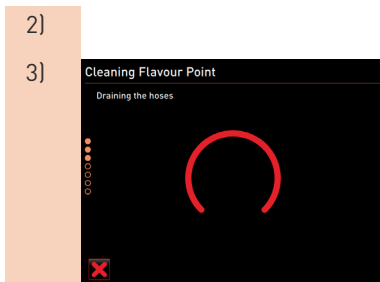 2)
3)
Cleaning Flavour Point
Draining the hoses